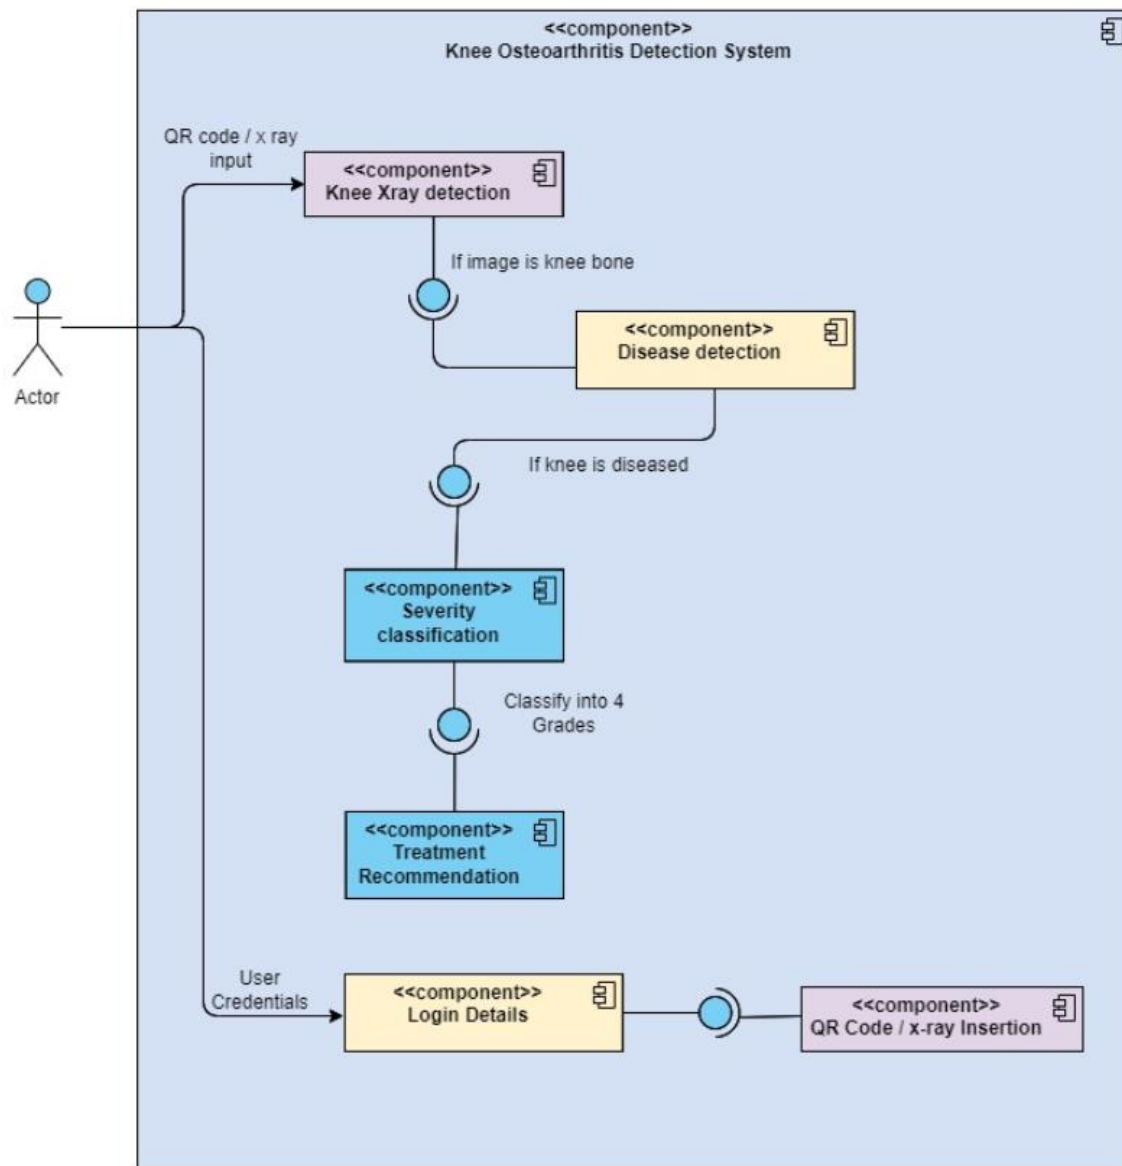 <<component>>
Knee Osteoarthritis Detection System
QR code / x ray
input
<<component>>
Knee Xray detection
If image is knee bone
<<component>>
Disease detection
Actor
If knee is diseased
<<component>>
Severity
classification
Classify into 4
Grades
<<component>>
Treatment
Recommendation
User
Credentials
<<component>>
Login Details
<<component>>
QR Code / x-ray Insertion